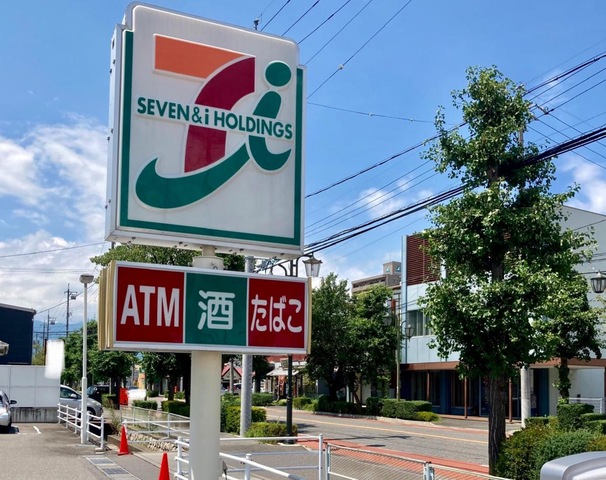 SEVEN&i HOLDINGS
ATM 酒 たばこ